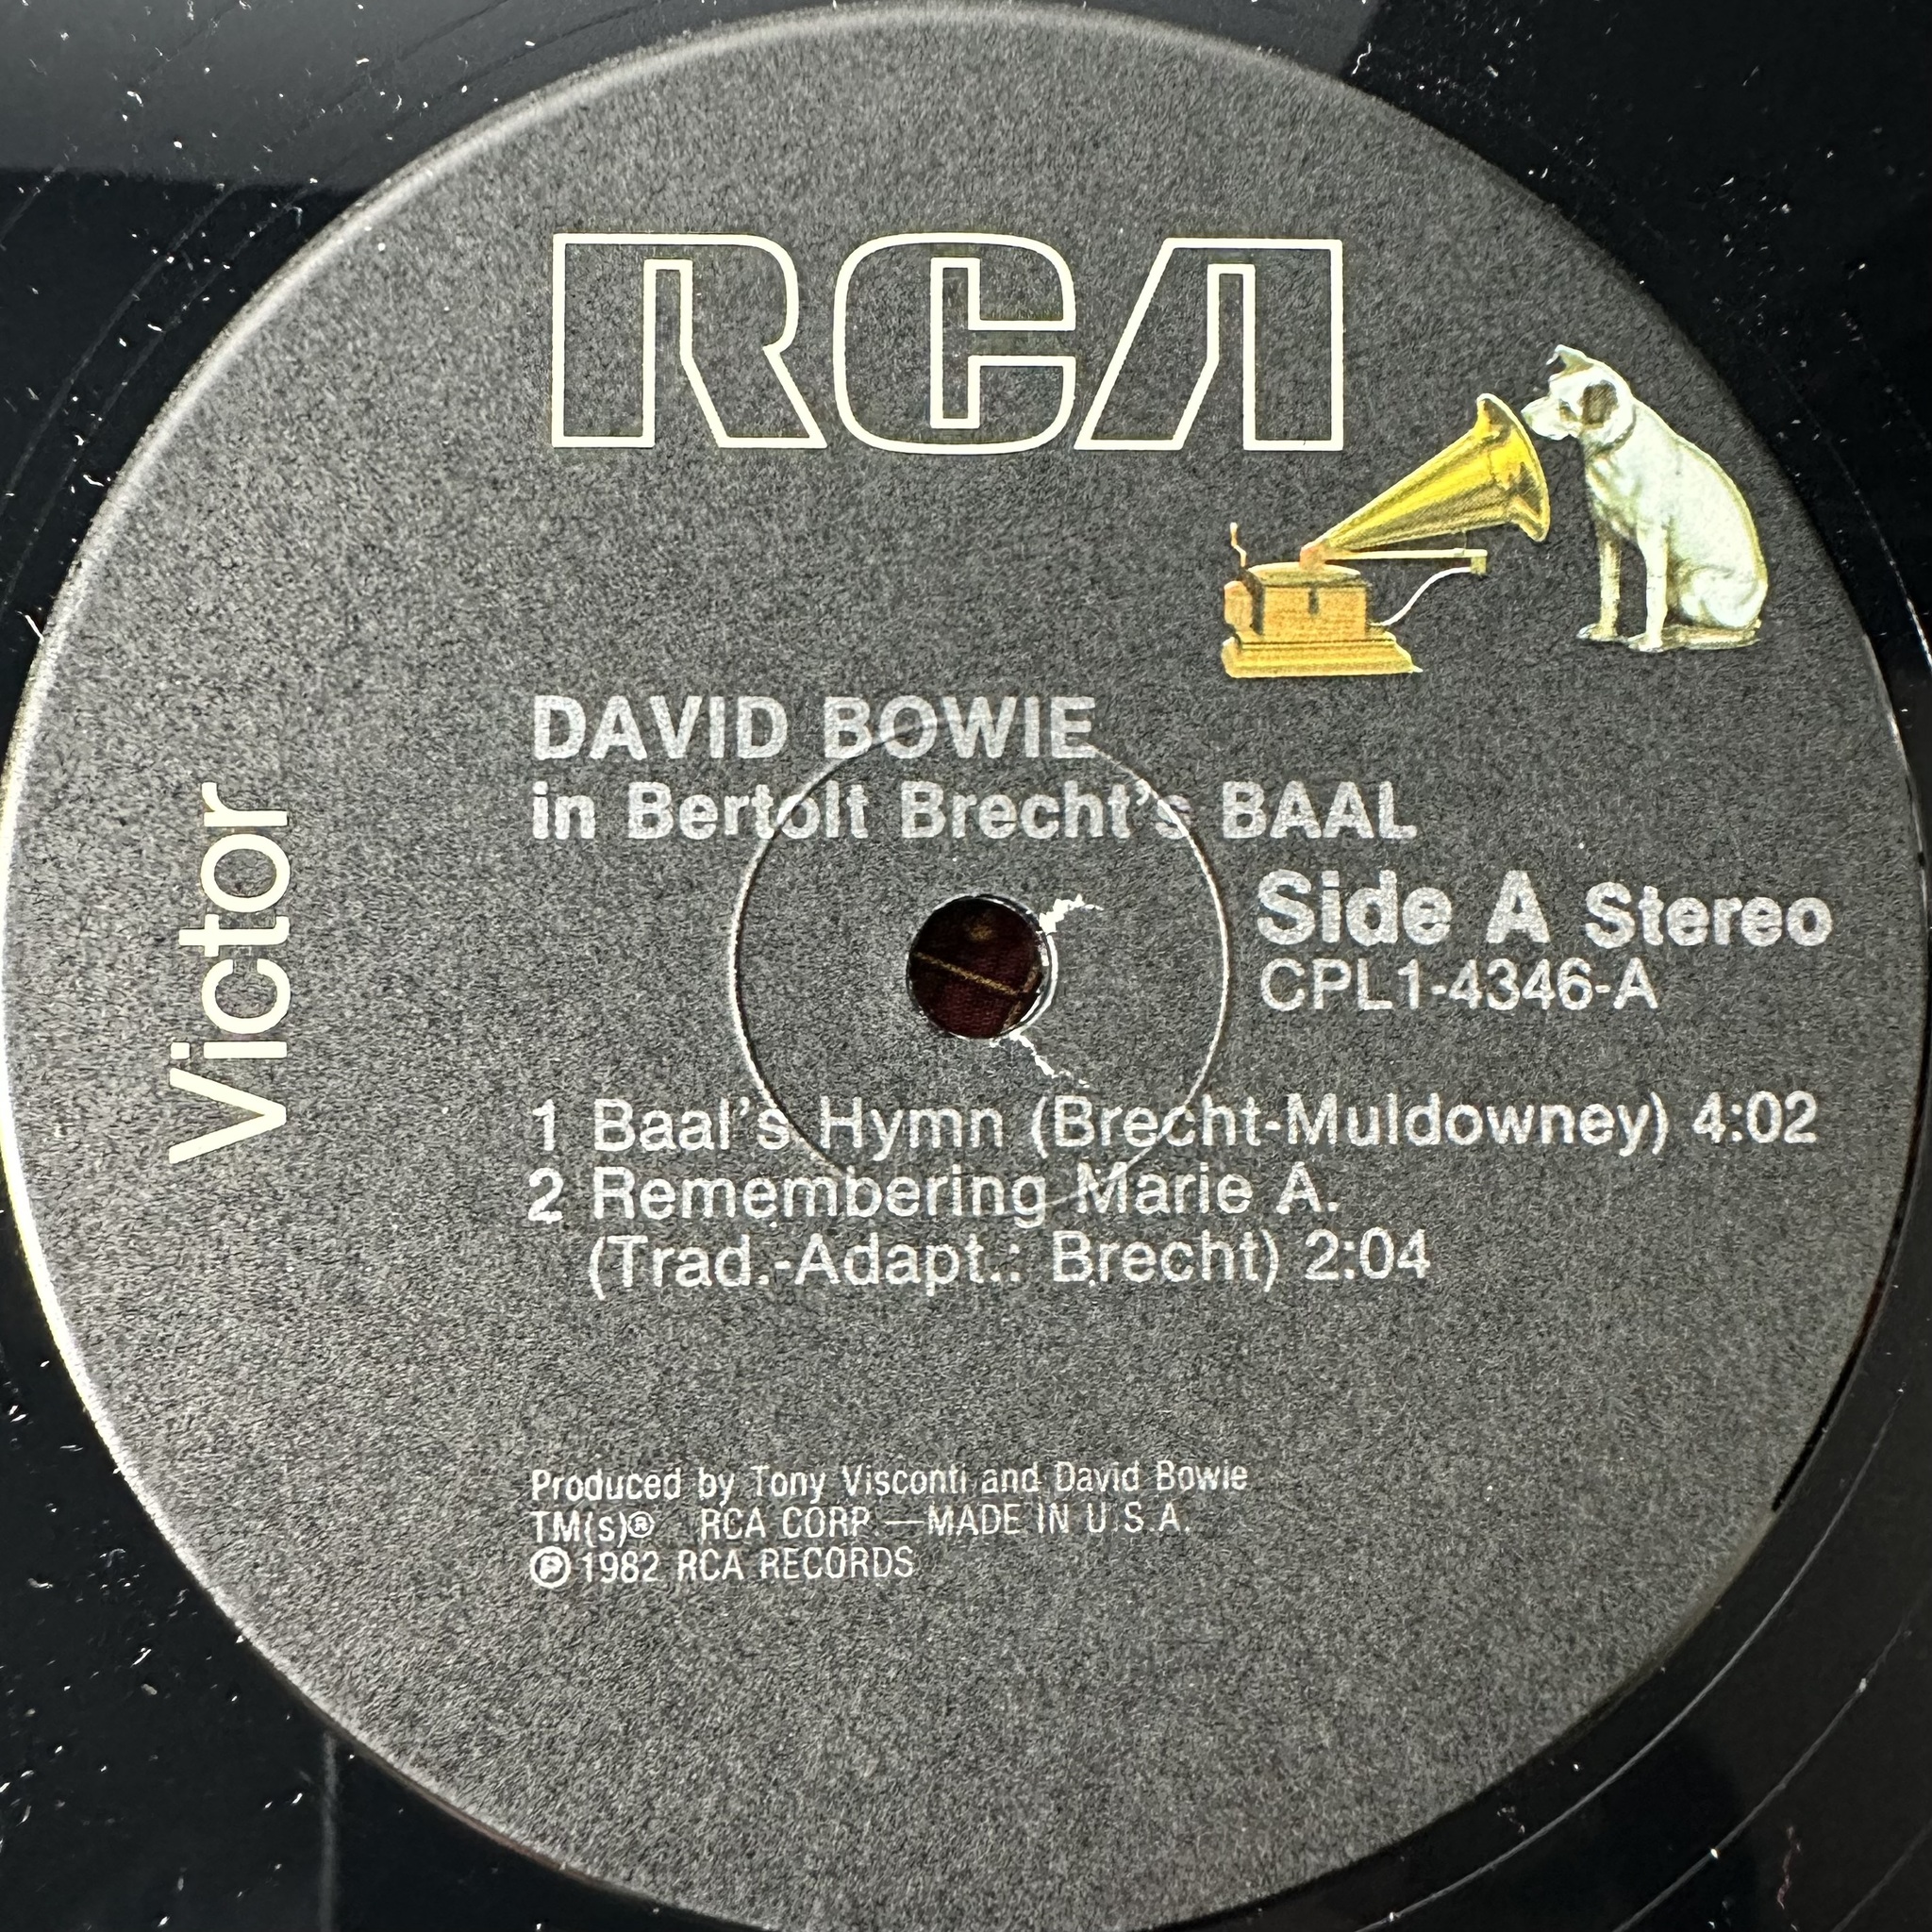 RCA
Victor
DAVID BOWIE
in Bertolt Brecht's BAAL
Side A Stereo
CPL1-4346-A
1 Baal's Hymn (Brecht-Muldowney) 4:02
2 Remembering Marie A.
(Trad.-Adapt.: Brecht) 2:04
Produced by Tony Visconti and David Bowie
TM(s)® RCA CORP.—MADE IN U.S.A.
℗ 1982 RCA RECORDS